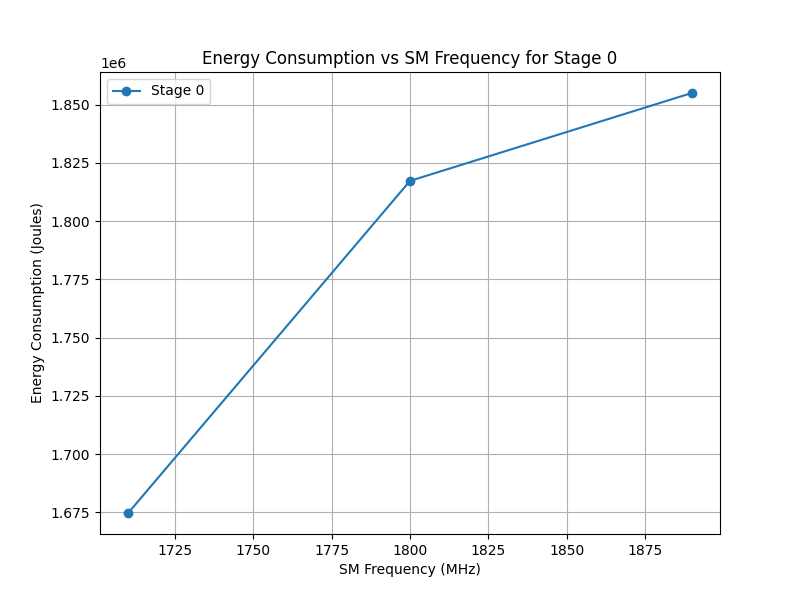 Energy Consumption vs SM Frequency for Stage 0
1e6
Stage 0
1.850
1.825
1.800
1.775
1.750
1.725
1.700
1.675
Energy Consumption (Joules)
1725 1750 1775 1800 1825 1850 1875
SM Frequency (MHz)